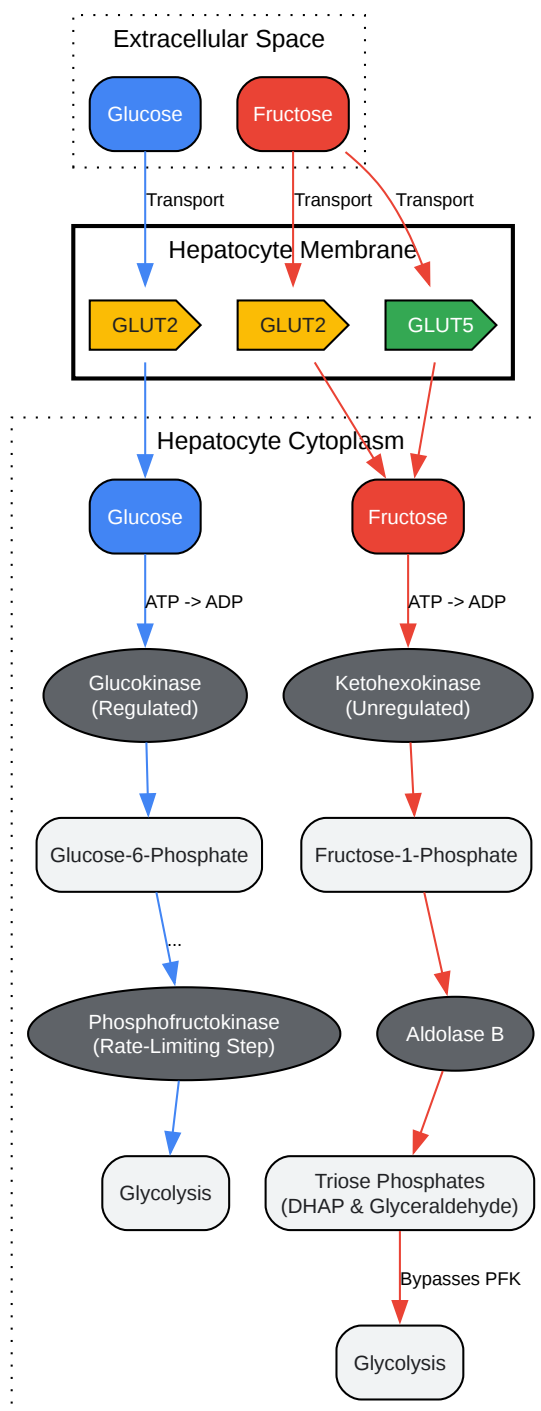 Extracellular Space
Glucose
Fructose
Transport
Transport
Transport
Hepatocyte Membrane
GLUT2
GLUT2
GLUT5
Hepatocyte Cytoplasm
Glucose
Fructose
ATP -> ADP
ATP -> ADP
Glucokinase
(Regulated)
Ketohexokinase
(Unregulated)
Glucose-6-Phosphate
Fructose-1-Phosphate
...
Phosphofructokinase
(Rate-Limiting Step)
Aldolase B
Glycolysis
Triose Phosphates
(DHAP & Glyceraldehyde)
Bypasses PFK
Glycolysis